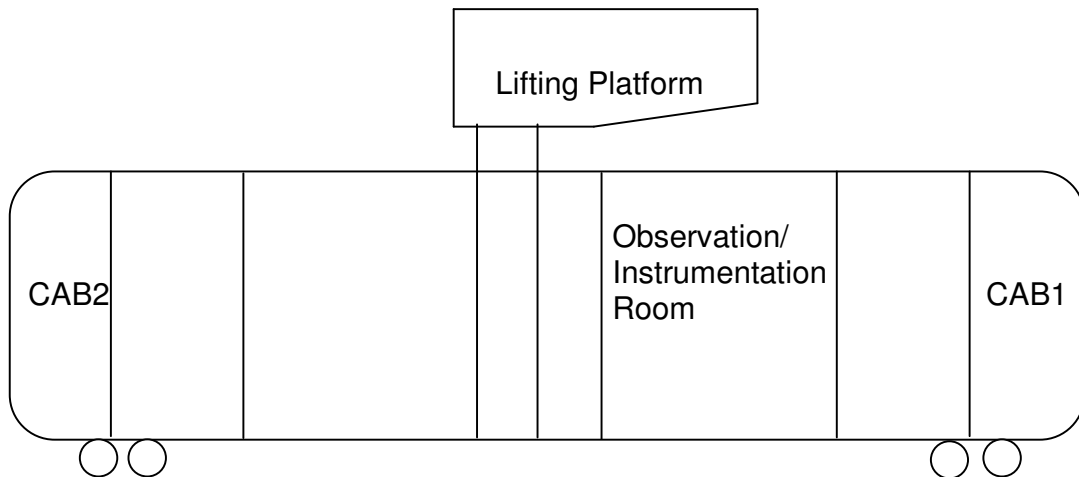 Lifting Platform
Observation/
Instrumentation
Room
CAB2
CAB1